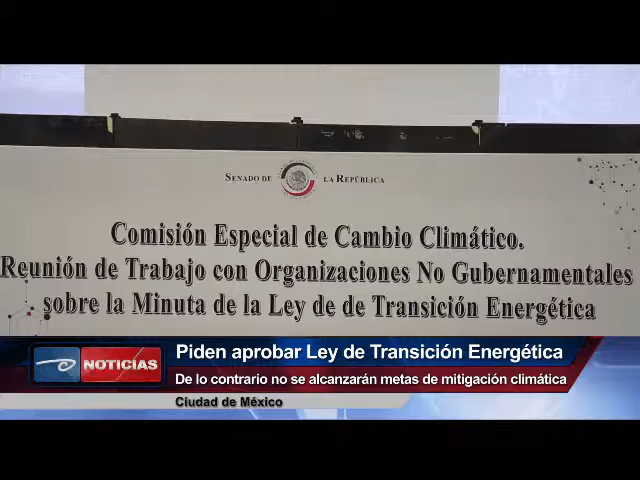 SENADO DE LA REPÚBLICA
Comisión Especial de Cambio Climático.
Reunión de Trabajo con Organizaciones No Gubernamentales
sobre la Minuta de la Ley de de Transición Energética
Piden aprobar Ley de Transición Energética
NOTICIAS
De lo contrario no se alcanzarán metas de mitigación climática
Ciudad de México